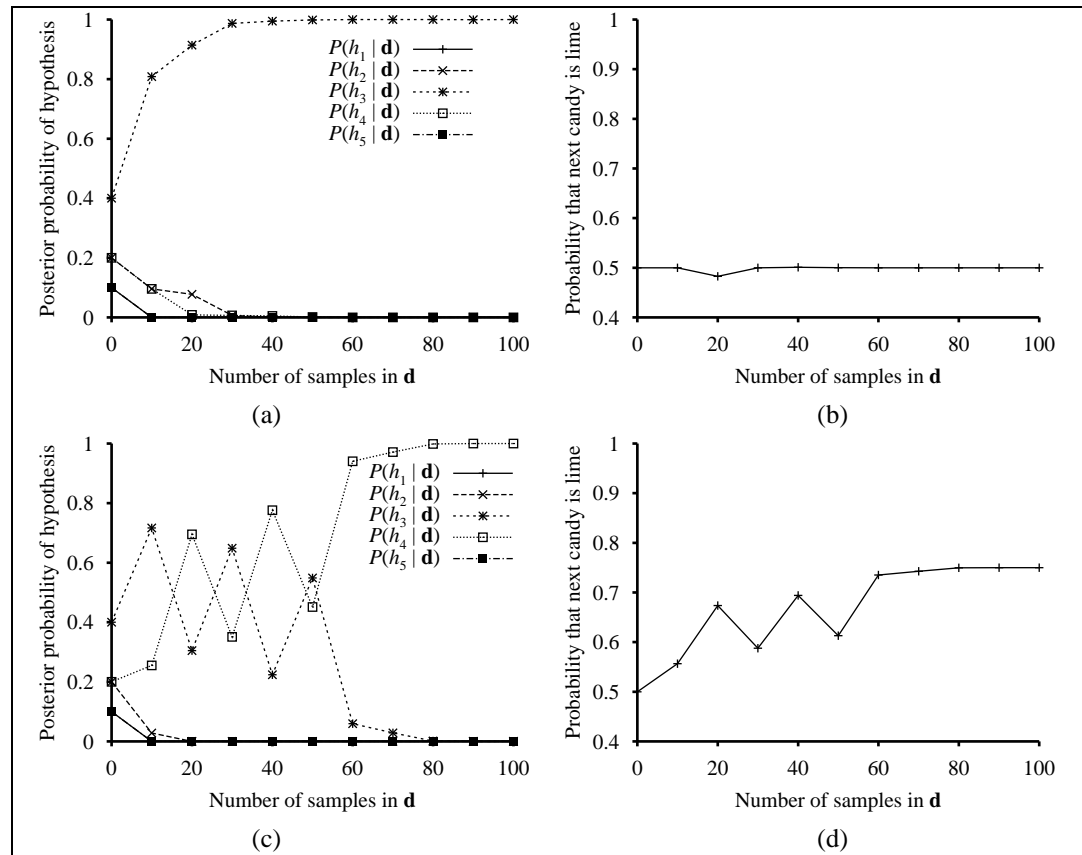 Posterior probability of hypothesis
1
0.8
0.6
0.4
0.2
0
P(h1 | d)
P(h2 | d)
P(h3 | d)
P(h4 | d)
P(h5 | d)
0 20 40 60 80 100
Number of samples in d
(a)
Probability that next candy is lime
1
0.9
0.8
0.7
0.6
0.5
0.4
0 20 40 60 80 100
Number of samples in d
(b)
Posterior probability of hypothesis
1
0.8
0.6
0.4
0.2
0
P(h1 | d)
P(h2 | d)
P(h3 | d)
P(h4 | d)
P(h5 | d)
0 20 40 60 80 100
Number of samples in d
(c)
Probability that next candy is lime
1
0.9
0.8
0.7
0.6
0.5
0.4
0 20 40 60 80 100
Number of samples in d
(d)